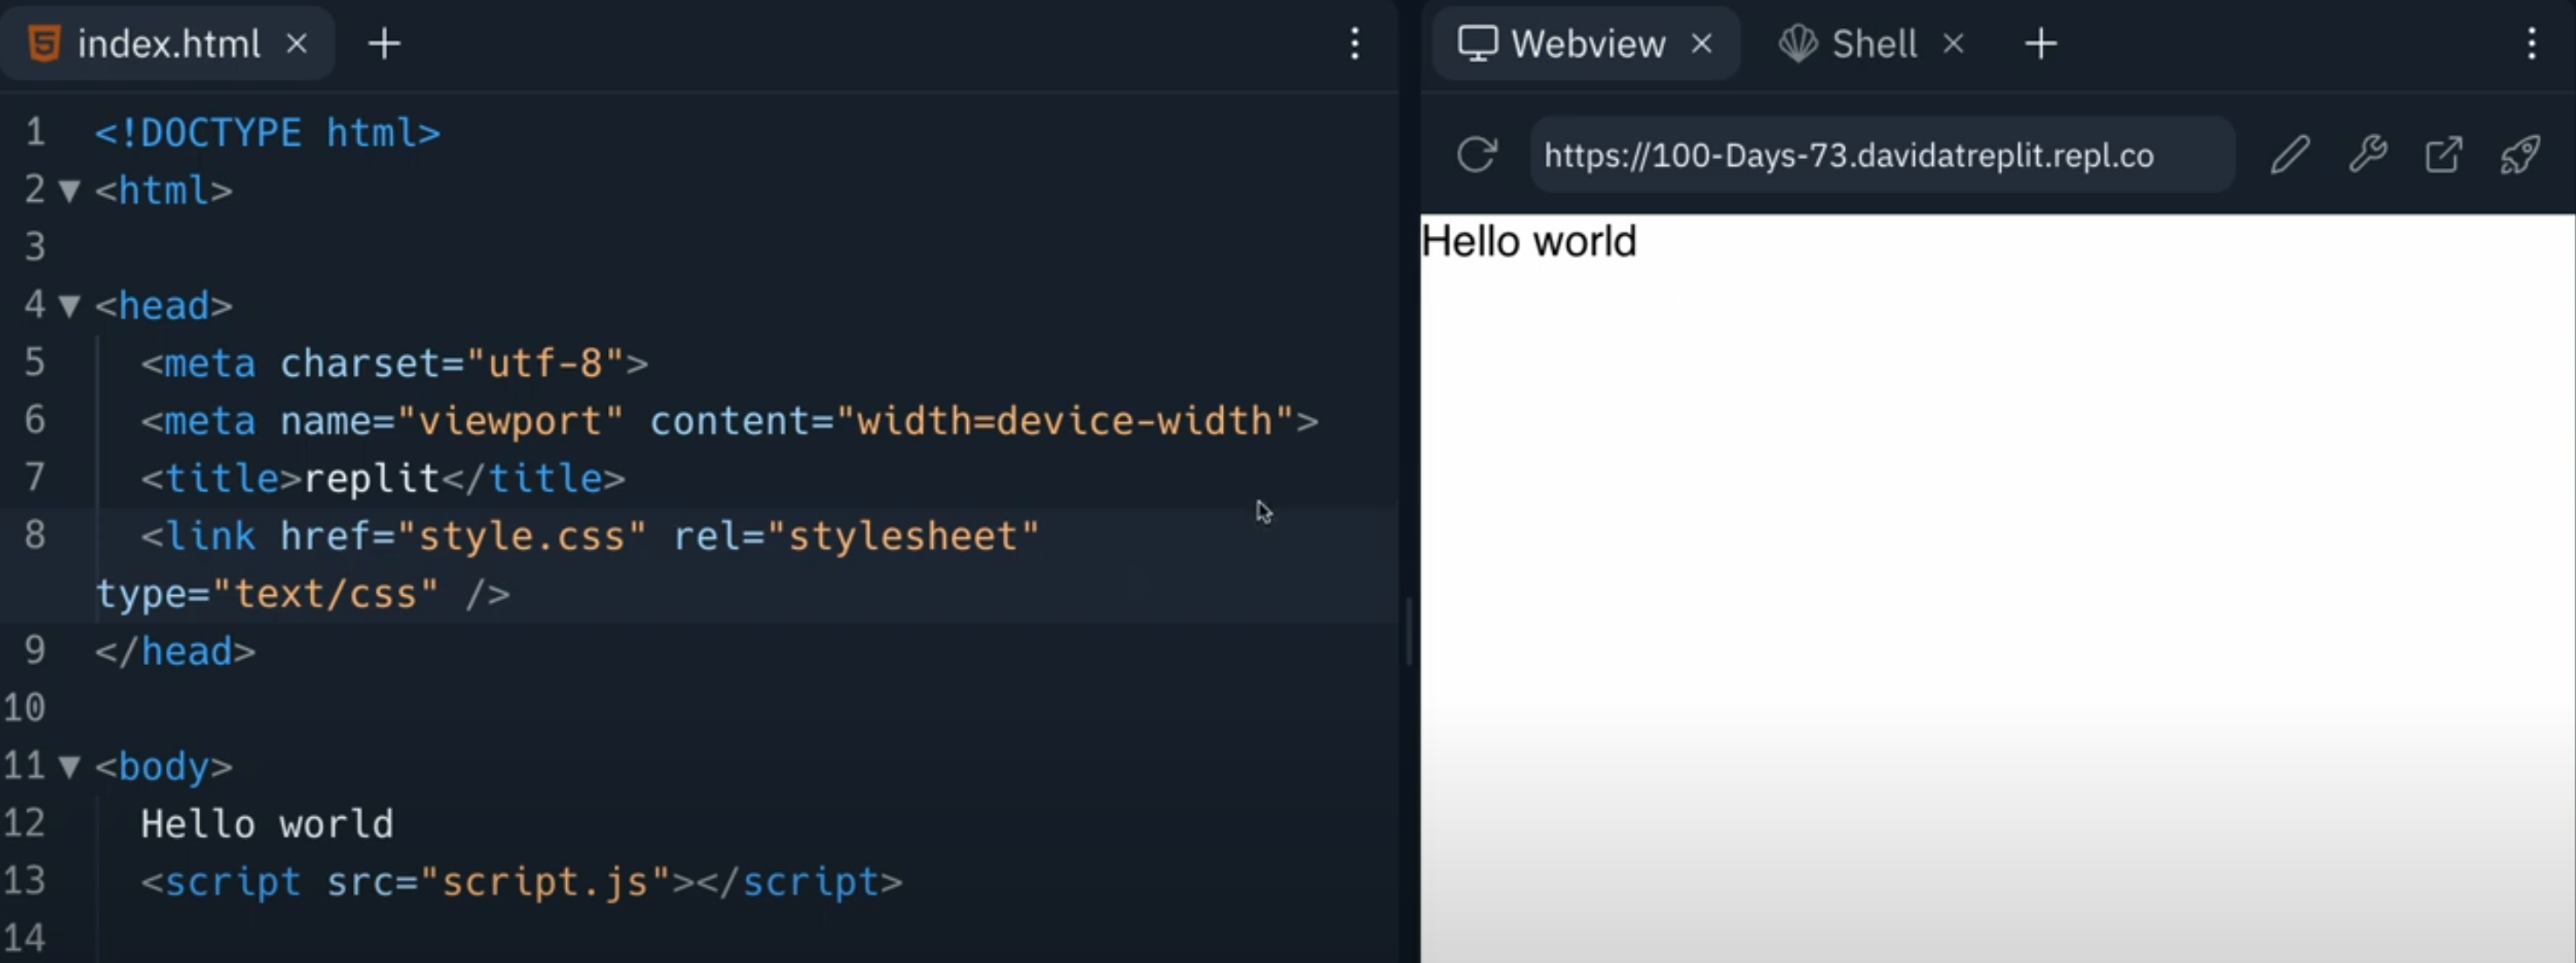 index.html
1 <!DOCTYPE html>
2 <html>
3
4 <head>
5 <meta charset="utf-8">
6 <meta name="viewport" content="width=device-width">
7 <title>replit</title>
8 <link href="style.css" rel="stylesheet"
type="text/css" />
9 </head>
10
11 <body>
12 Hello world
13 <script src="script.js"></script>
14
Webview Shell
https://100-Days-73.davidatreplit.repl.co
Hello world